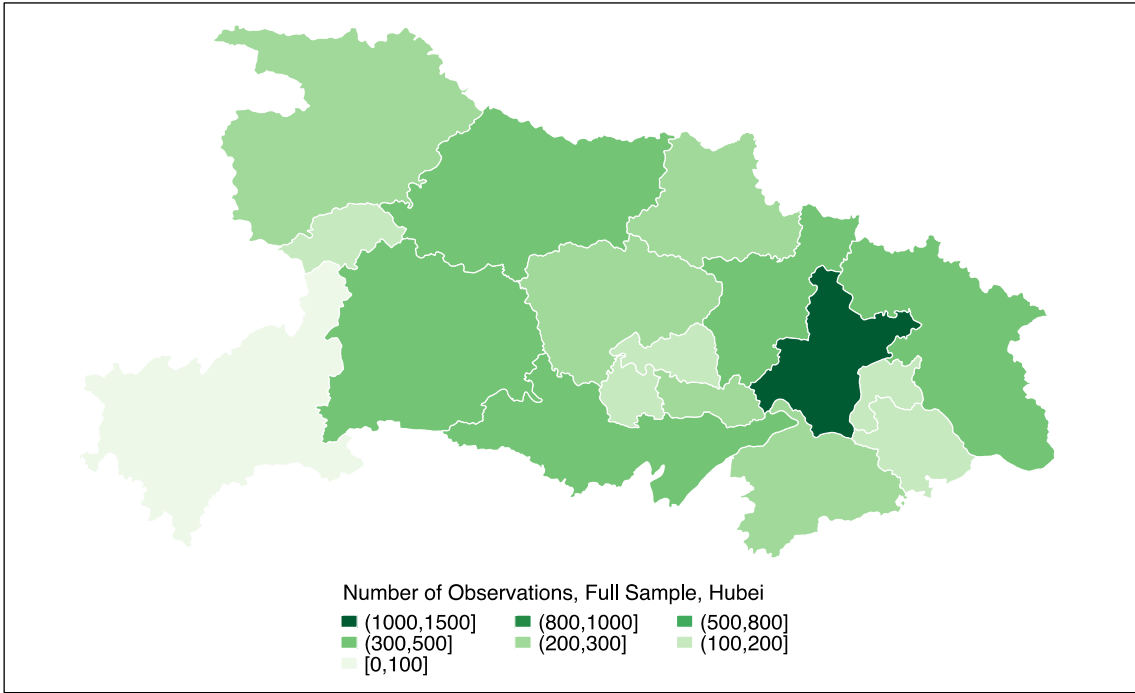 Number of Observations, Full Sample, Hubei
(1000,1500] (800,1000] (500,800]
(300,500] (200,300] (100,200]
[0,100]